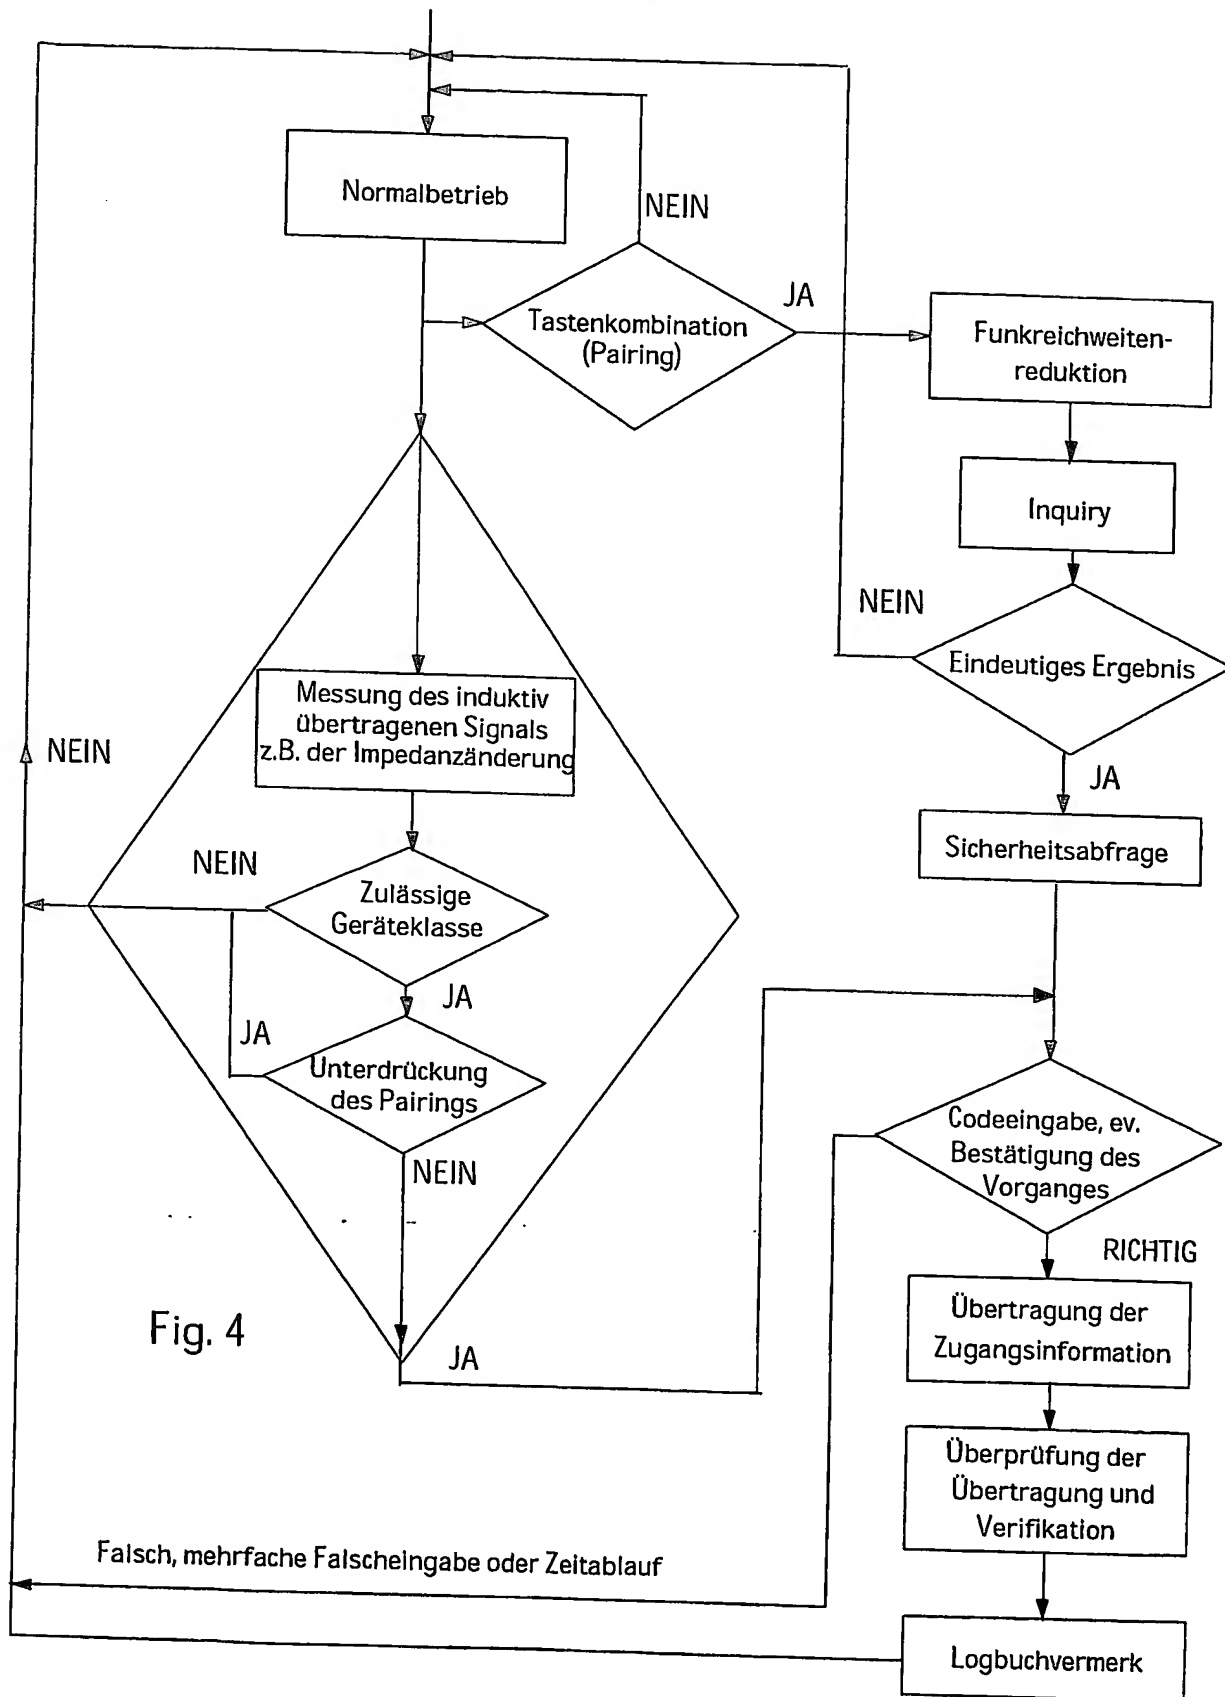 Normalbetrieb
NEIN
Tastenkombination
(Pairing)
JA
Funkreichweiten-
reduktion
Inquiry
NEIN
Eindeutiges Ergebnis
JA
Sicherheitsabfrage
Messung des induktiv
übertragenen Signals
z.B. der Impedanzänderung
NEIN
NEIN
Zulässige
Geräteklasse
JA
JA
Unterdrückung
des Pairings
NEIN
JA
Codeeingabe, ev.
Bestätigung des
Vorganges
RICHTIG
Übertragung der
Zugangsinformation
Überprüfung der
Übertragung und
Verifikation
Falsch, mehrfache Falscheingabe oder Zeitablauf
Logbuchvermerk
Fig. 4